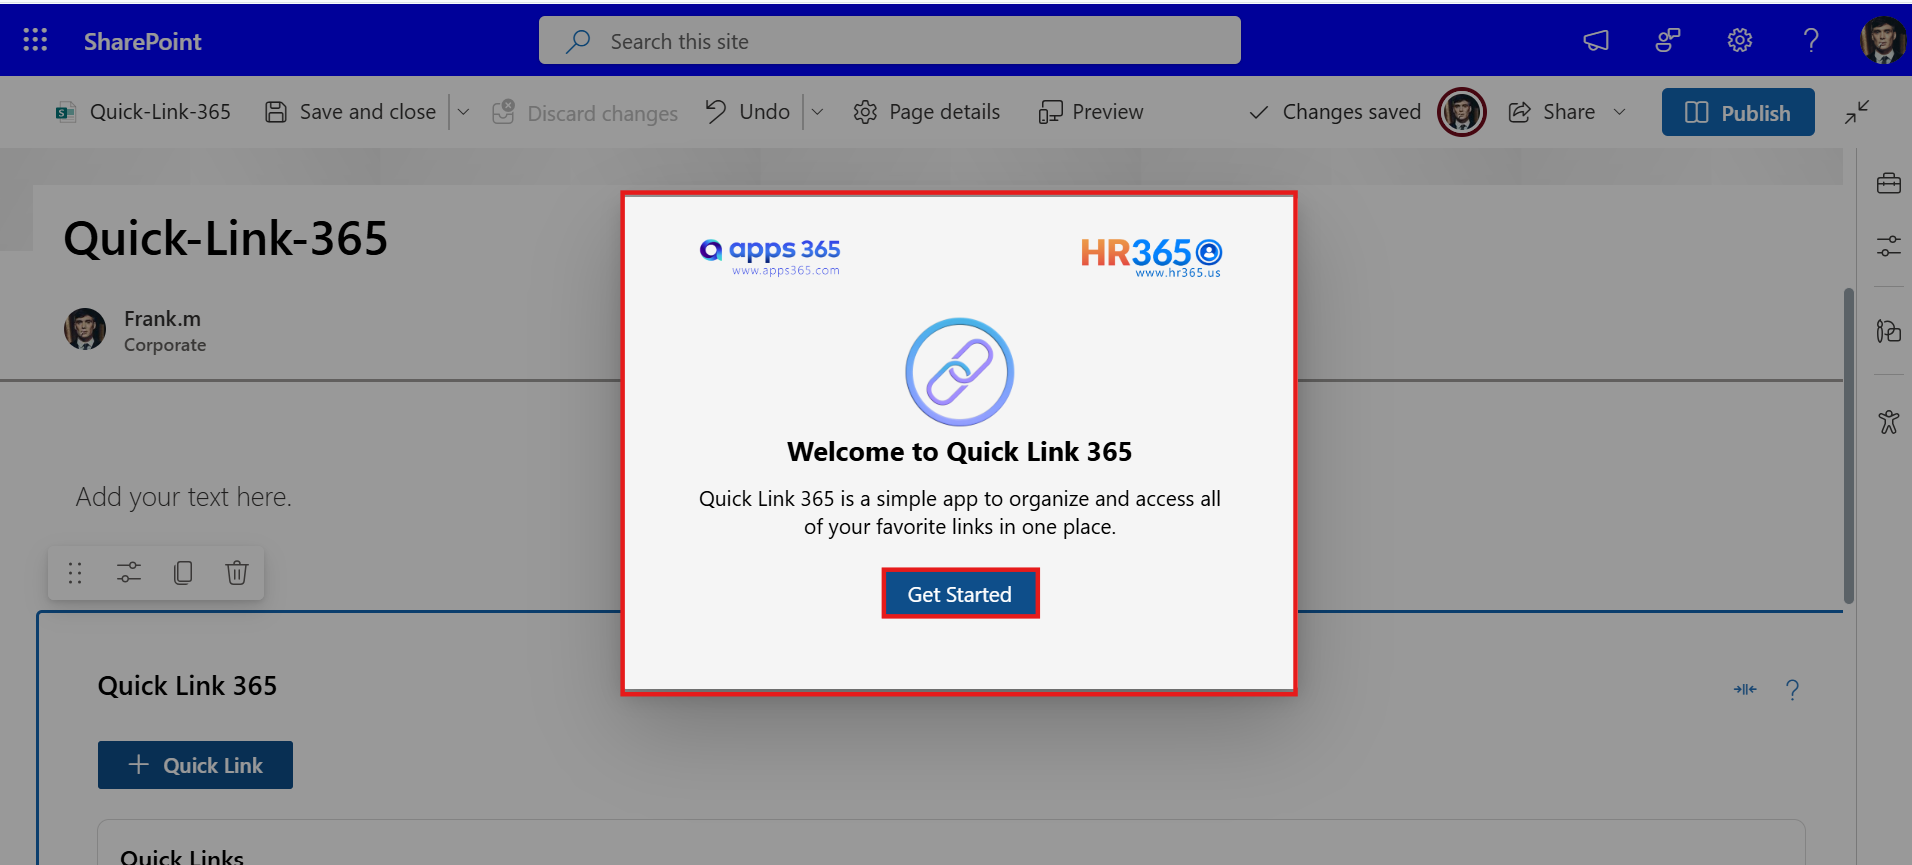 SharePoint
Search this site
Quick-Link-365
Save and close
Discard changes
Undo
Page details
Preview
Changes saved
Share
Publish
Quick-Link-365
Frank.m
Corporate
Add your text here.
apps 365
www.apps365.com
HR365
www.hr365.us
Welcome to Quick Link 365
Quick Link 365 is a simple app to organize and access all
of your favorite links in one place.
Get Started
Quick Link 365
Quick Link
Quick Links